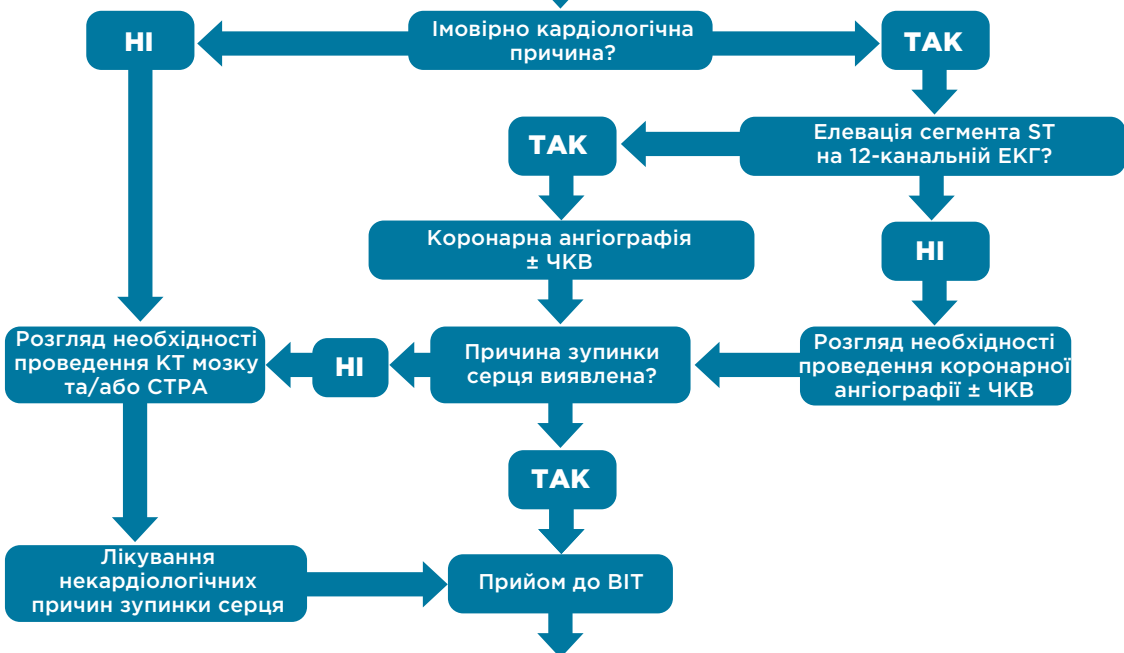 НІ
Імовірно кардіологічна
причина?
ТАК
ТАК
Елевація сегмента ST
на 12-канальній ЕКГ?
Коронарна ангіографія
± ЧКВ
НІ
Розгляд необхідності
проведення КТ мозку
та/або СТРА
НІ
Причина зупинки
серця виявлена?
Розгляд необхідності
проведення коронарної
ангіографії ± ЧКВ
ТАК
Лікування
некардіологічних
причин зупинки серця
Прийом до ВІТ